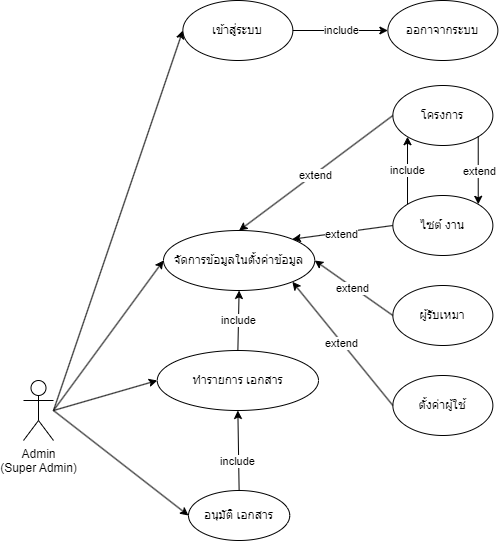 เข้าสู่ระบบ
include
ออกาจากระบบ
โครงการ
extend
include
extend
ไซต์ งาน
extend
จัดการข้อมูลในตั้งค่าข้อมูล
extend
ผู้รับเหมา
include
extend
ทำรายการ เอกสาร
ตั้งค่าผู้ใช้
Admin
(Super Admin)
include
อนุมัติ เอกสาร